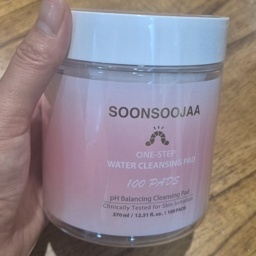 SOONSOOJAA
ONE STEP
WATER CLEANSING PAD
100 PADS
pH Balancing Cleansing Pad
Clinically Tested for Skin Irritation
370 ml / 12.51 fl. oz. / 100 PADS